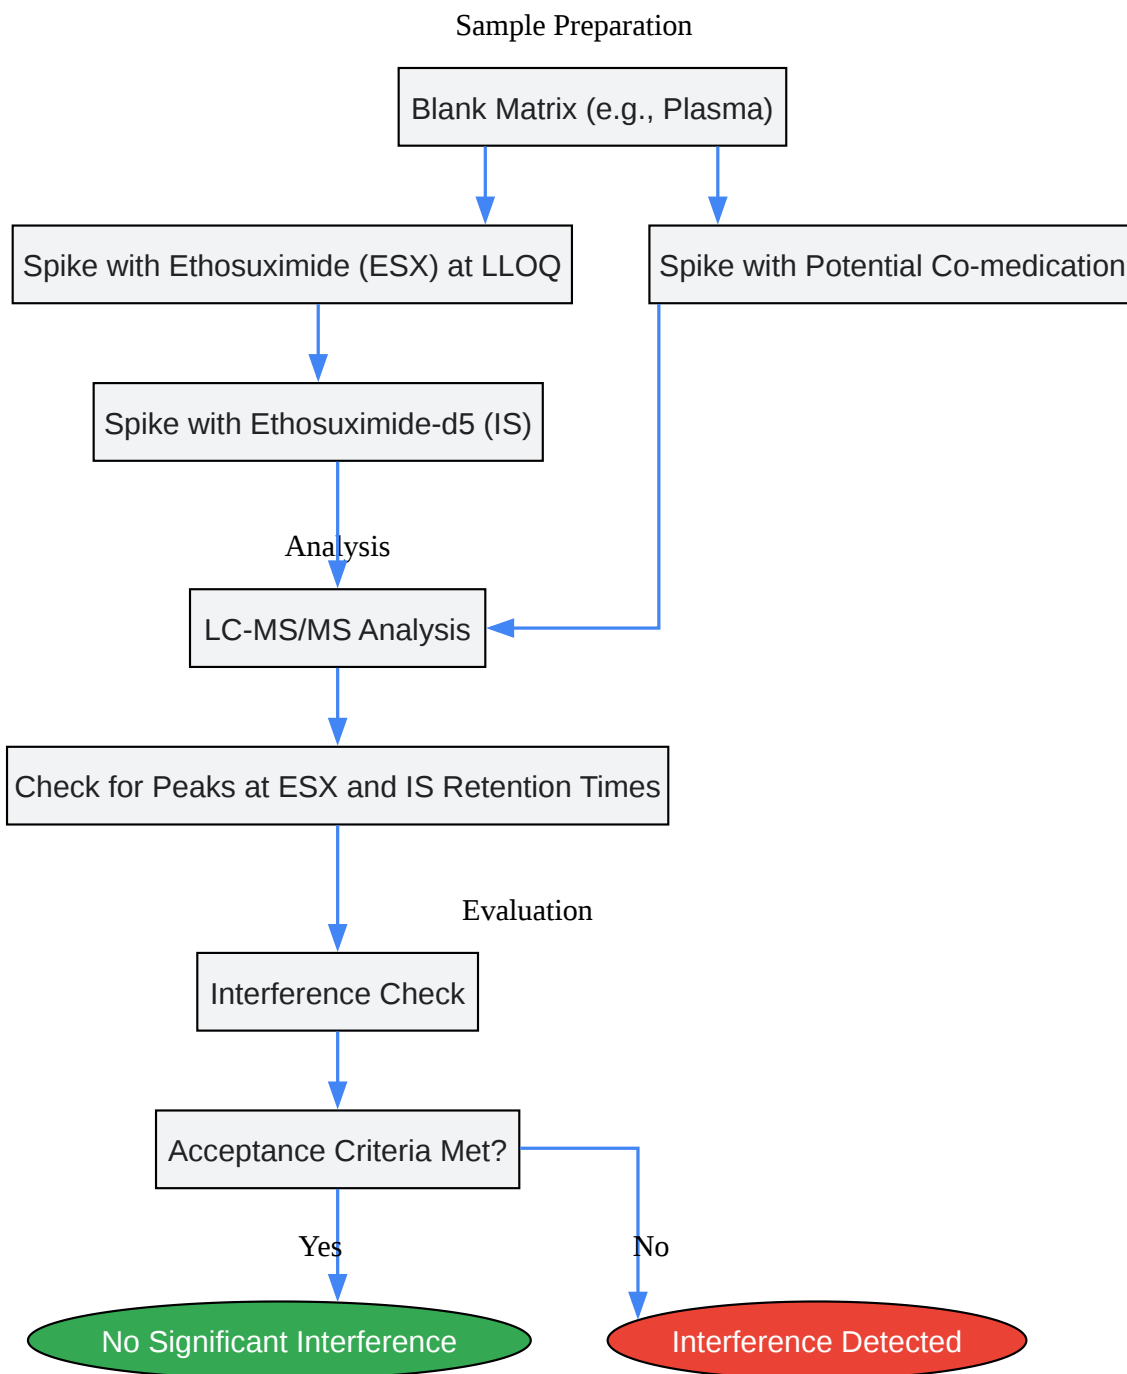 Sample Preparation
Blank Matrix (e.g., Plasma)
Spike with Ethosuximide (ESX) at LLOQ
Spike with Potential Co-medication
Spike with Ethosuximide-d5 (IS)
Analysis
LC-MS/MS Analysis
Check for Peaks at ESX and IS Retention Times
Evaluation
Interference Check
Acceptance Criteria Met?
Yes
No
No Significant Interference
Interference Detected